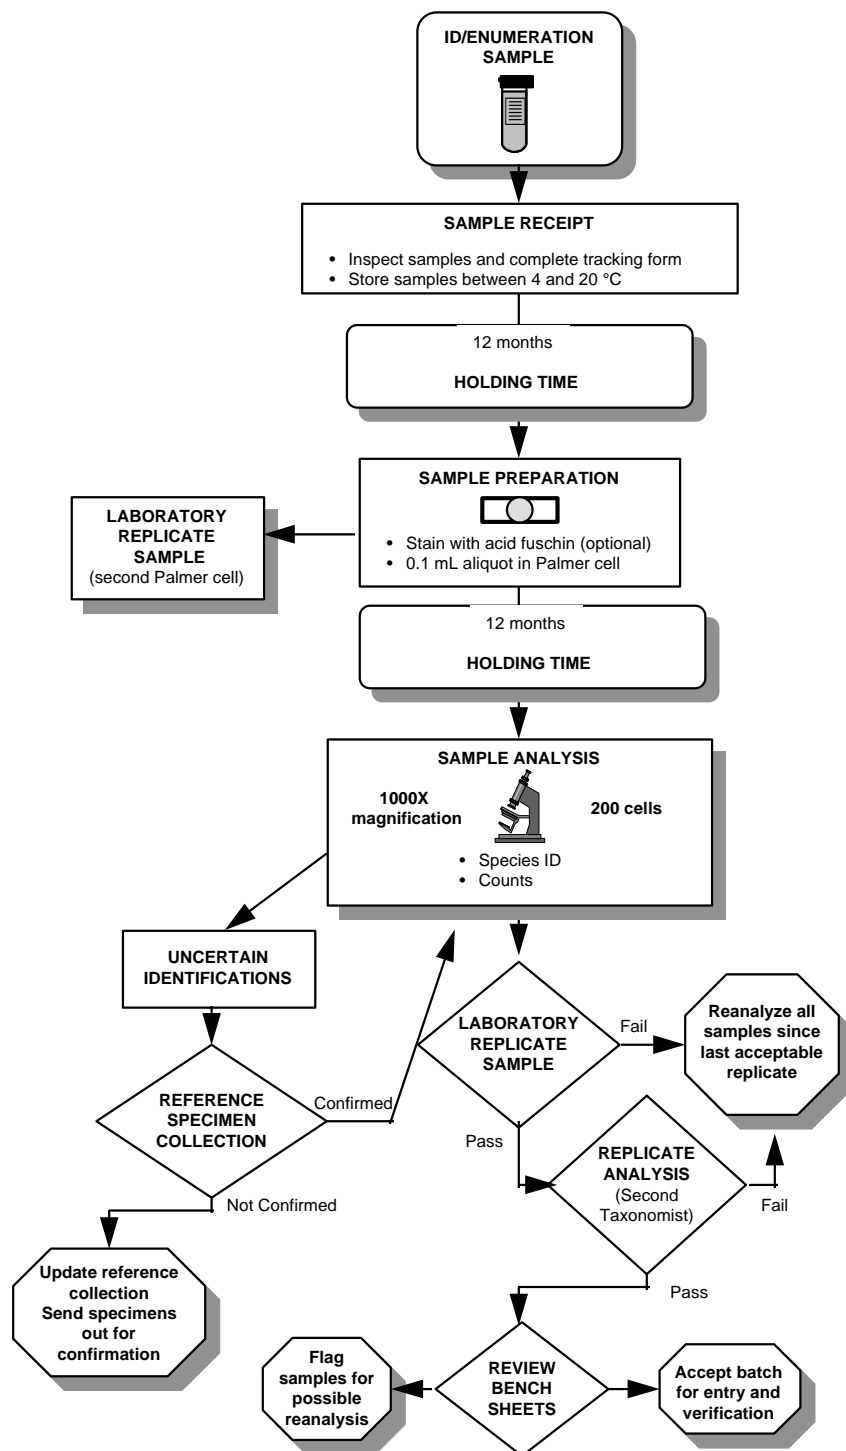 ID/ENUMERATION
SAMPLE
SAMPLE RECEIPT
• Inspect samples and complete tracking form
• Store samples between 4 and 20 °C
12 months
HOLDING TIME
SAMPLE PREPARATION
• Stain with acid fuschin (optional)
• 0.1 mL aliquot in Palmer cell
LABORATORY
REPLICATE
SAMPLE
(second Palmer cell)
12 months
HOLDING TIME
SAMPLE ANALYSIS
1000X
magnification
200 cells
• Species ID
• Counts
UNCERTAIN
IDENTIFICATIONS
REFERENCE
SPECIMEN
COLLECTION
Confirmed
Not Confirmed
Update reference
collection
Send specimens
out for
confirmation
LABORATORY
REPLICATE
SAMPLE
Fail
Reanalyze all
samples since
last acceptable
replicate
Pass
REPLICATE
ANALYSIS
(Second
Taxonomist)
Fail
Pass
REVIEW
BENCH
SHEETS
Flag
samples for
possible
reanalysis
Accept batch
for entry and
verification